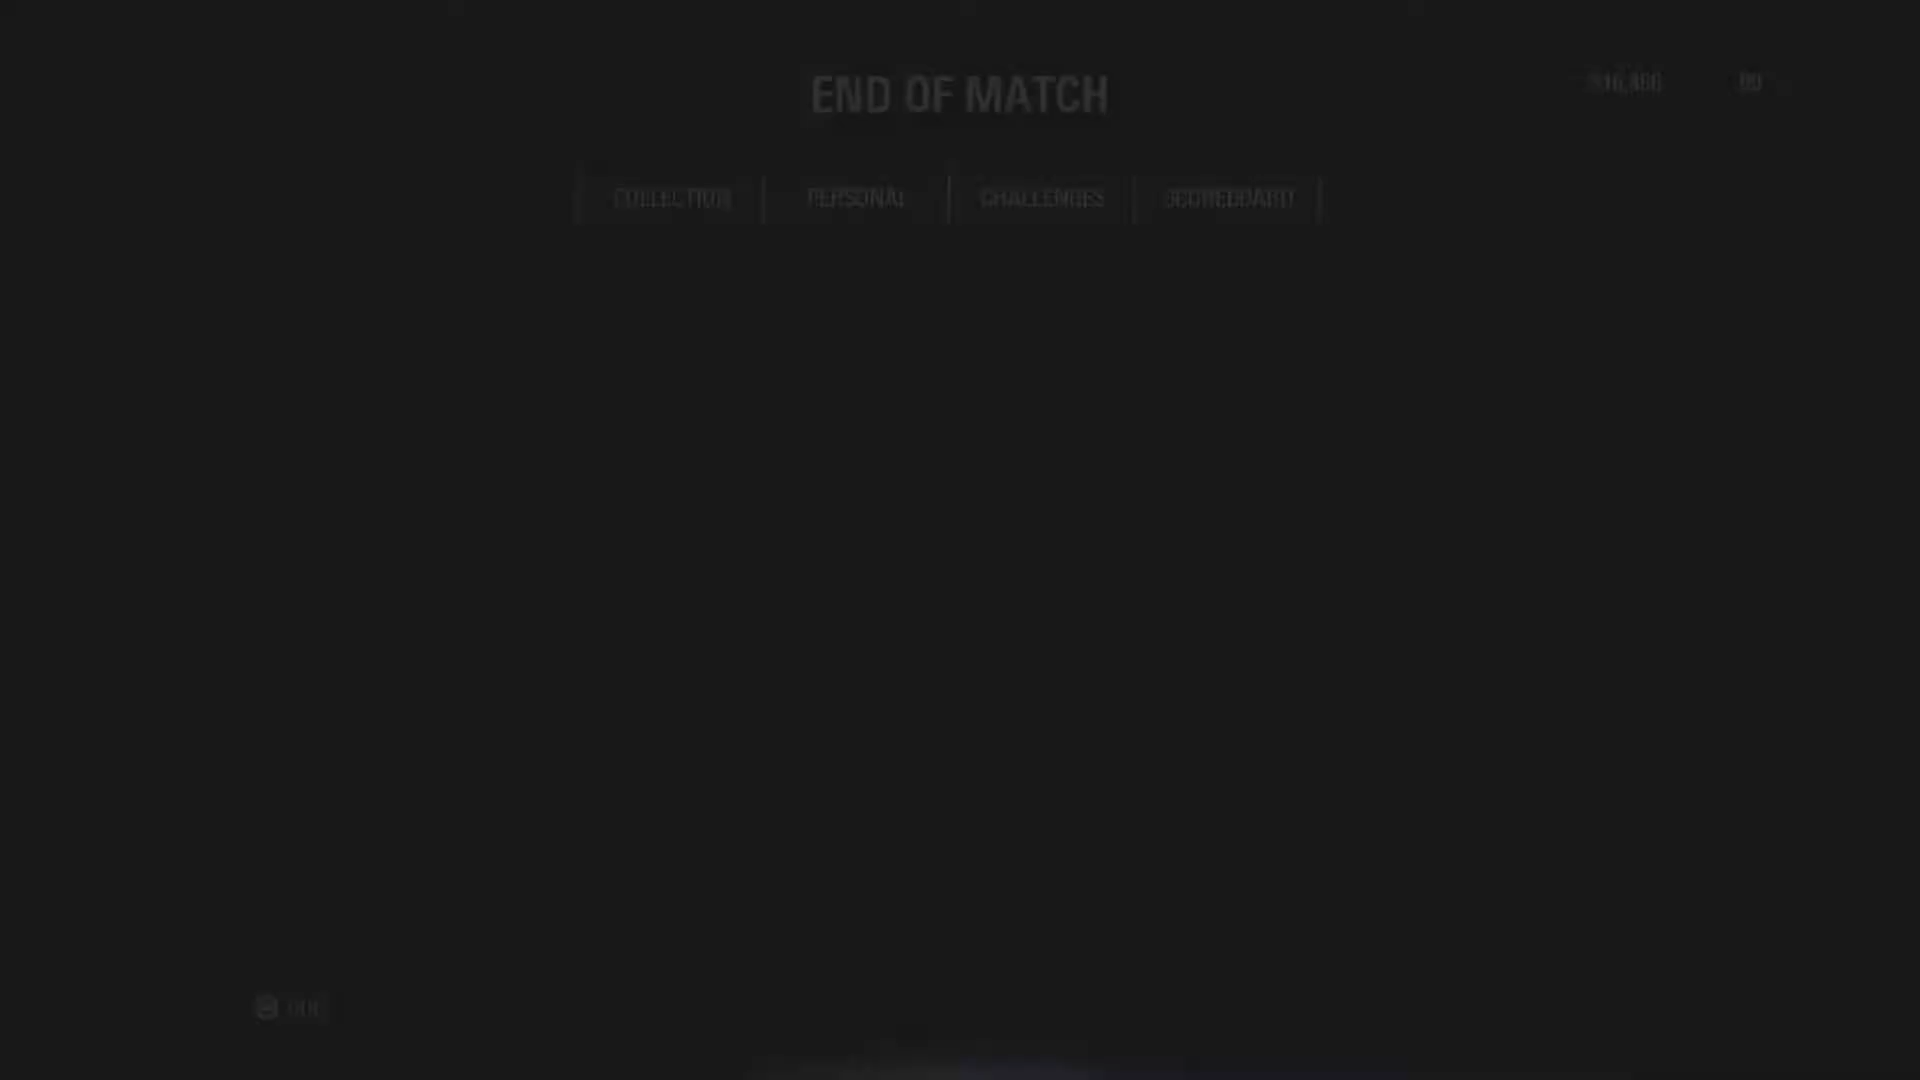 END OF MATCH
COLLECTION
PERSONAL
CHALLENGES
SCOREBOARD